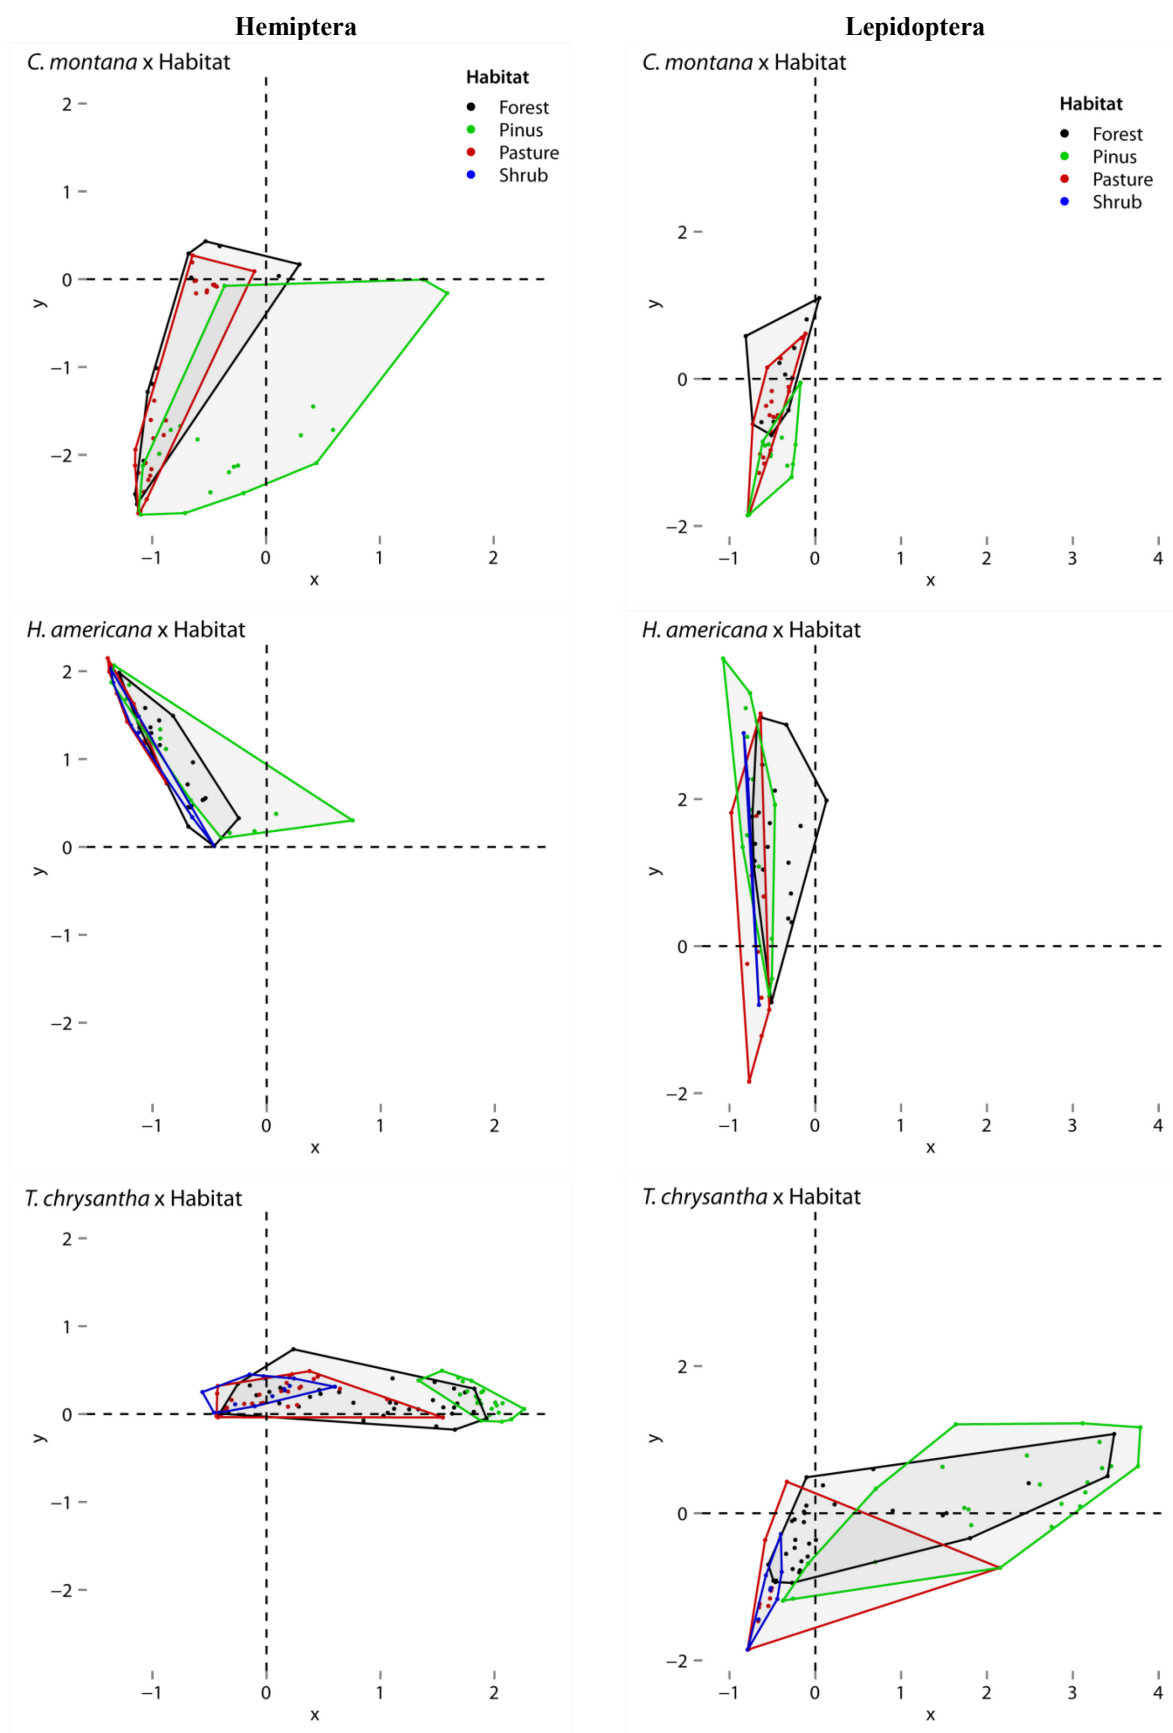 Hemiptera
Lepidoptera
C. montana x Habitat
Habitat
Forest
Pinus
Pasture
Shrub
2
1
0
−1
−2
y
−1 0 1 2
x
C. montana x Habitat
Habitat
Forest
Pinus
Pasture
Shrub
2
0
−2
y
−1 0 1 2 3 4
x
H. americana x Habitat
2
1
0
−1
−2
y
−1 0 1 2
x
H. americana x Habitat
2
0
−2
y
−1 0 1 2 3 4
x
T. chrysantha x Habitat
2
1
0
−1
−2
y
−1 0 1 2
x
T. chrysantha x Habitat
2
0
−2
y
−1 0 1 2 3 4
x